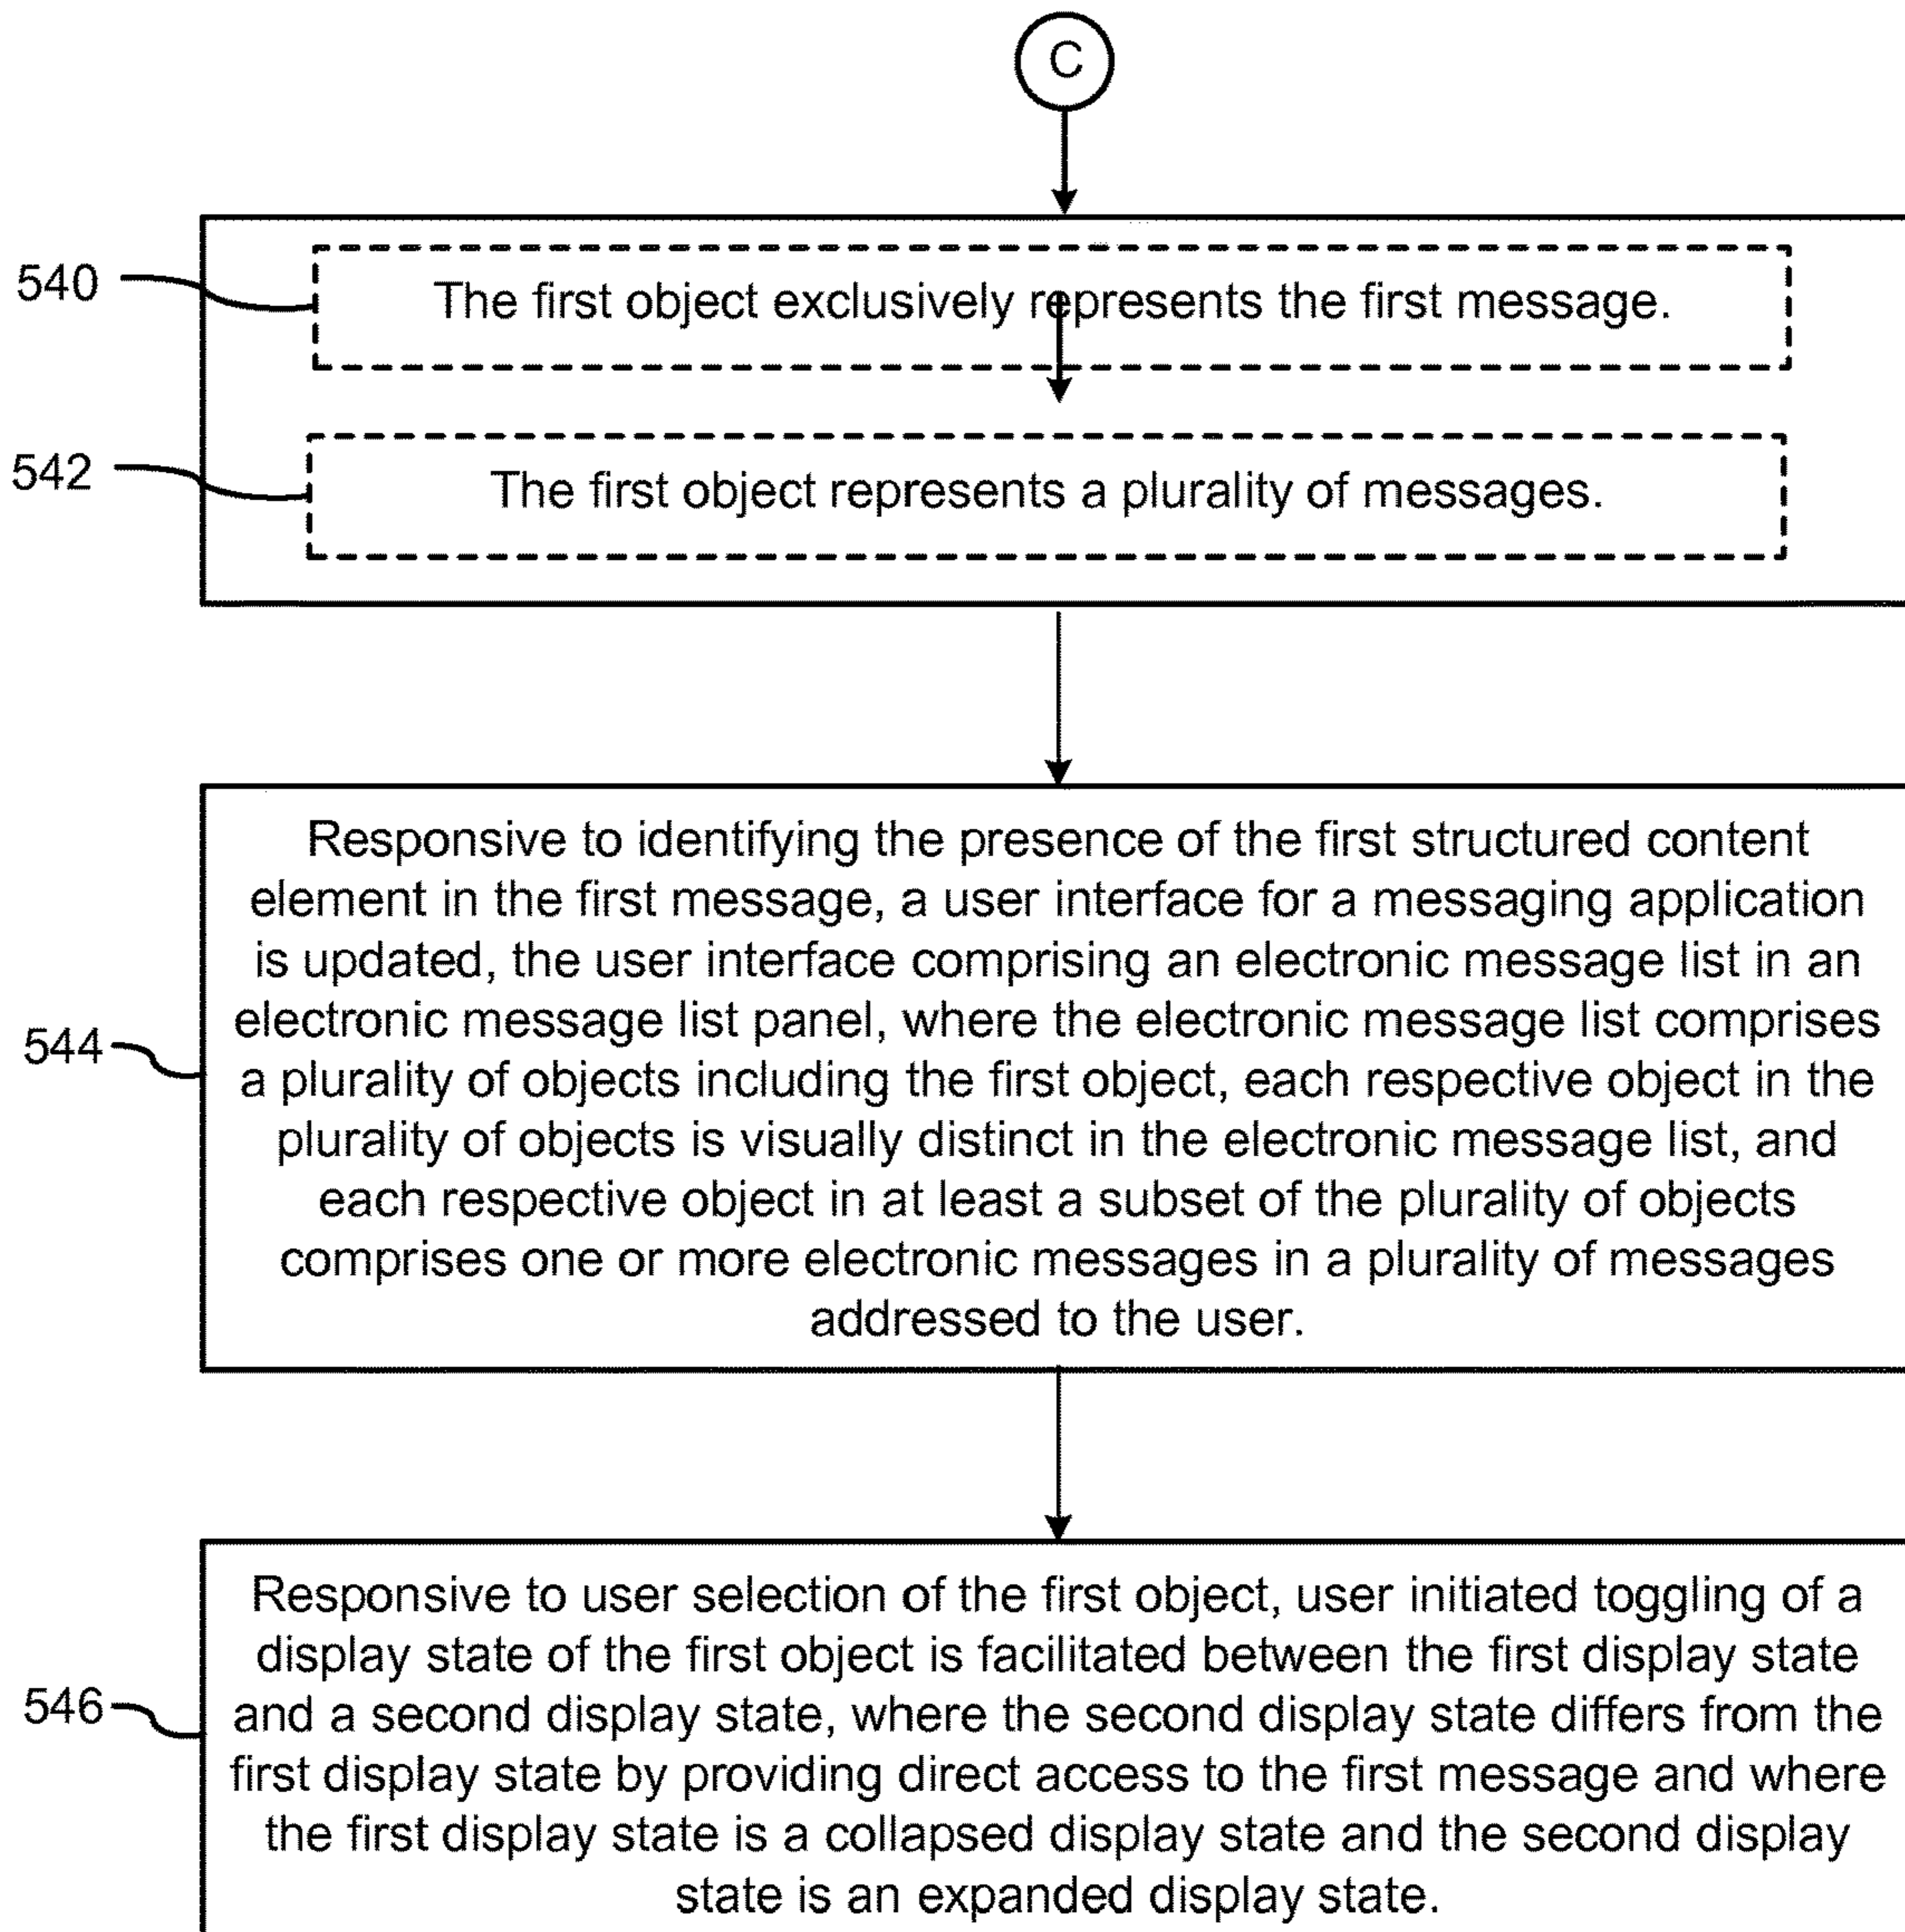 C
540
The first object exclusively represents the first message.
542
The first object represents a plurality of messages.
544
Responsive to identifying the presence of the first structured content
element in the first message, a user interface for a messaging application
is updated, the user interface comprising an electronic message list in an
electronic message list panel, where the electronic message list comprises
a plurality of objects including the first object, each respective object in the
plurality of objects is visually distinct in the electronic message list, and
each respective object in at least a subset of the plurality of objects
comprises one or more electronic messages in a plurality of messages
addressed to the user.
546
Responsive to user selection of the first object, user initiated toggling of a
display state of the first object is facilitated between the first display state
and a second display state, where the second display state differs from the
first display state by providing direct access to the first message and where
the first display state is a collapsed display state and the second display
state is an expanded display state.